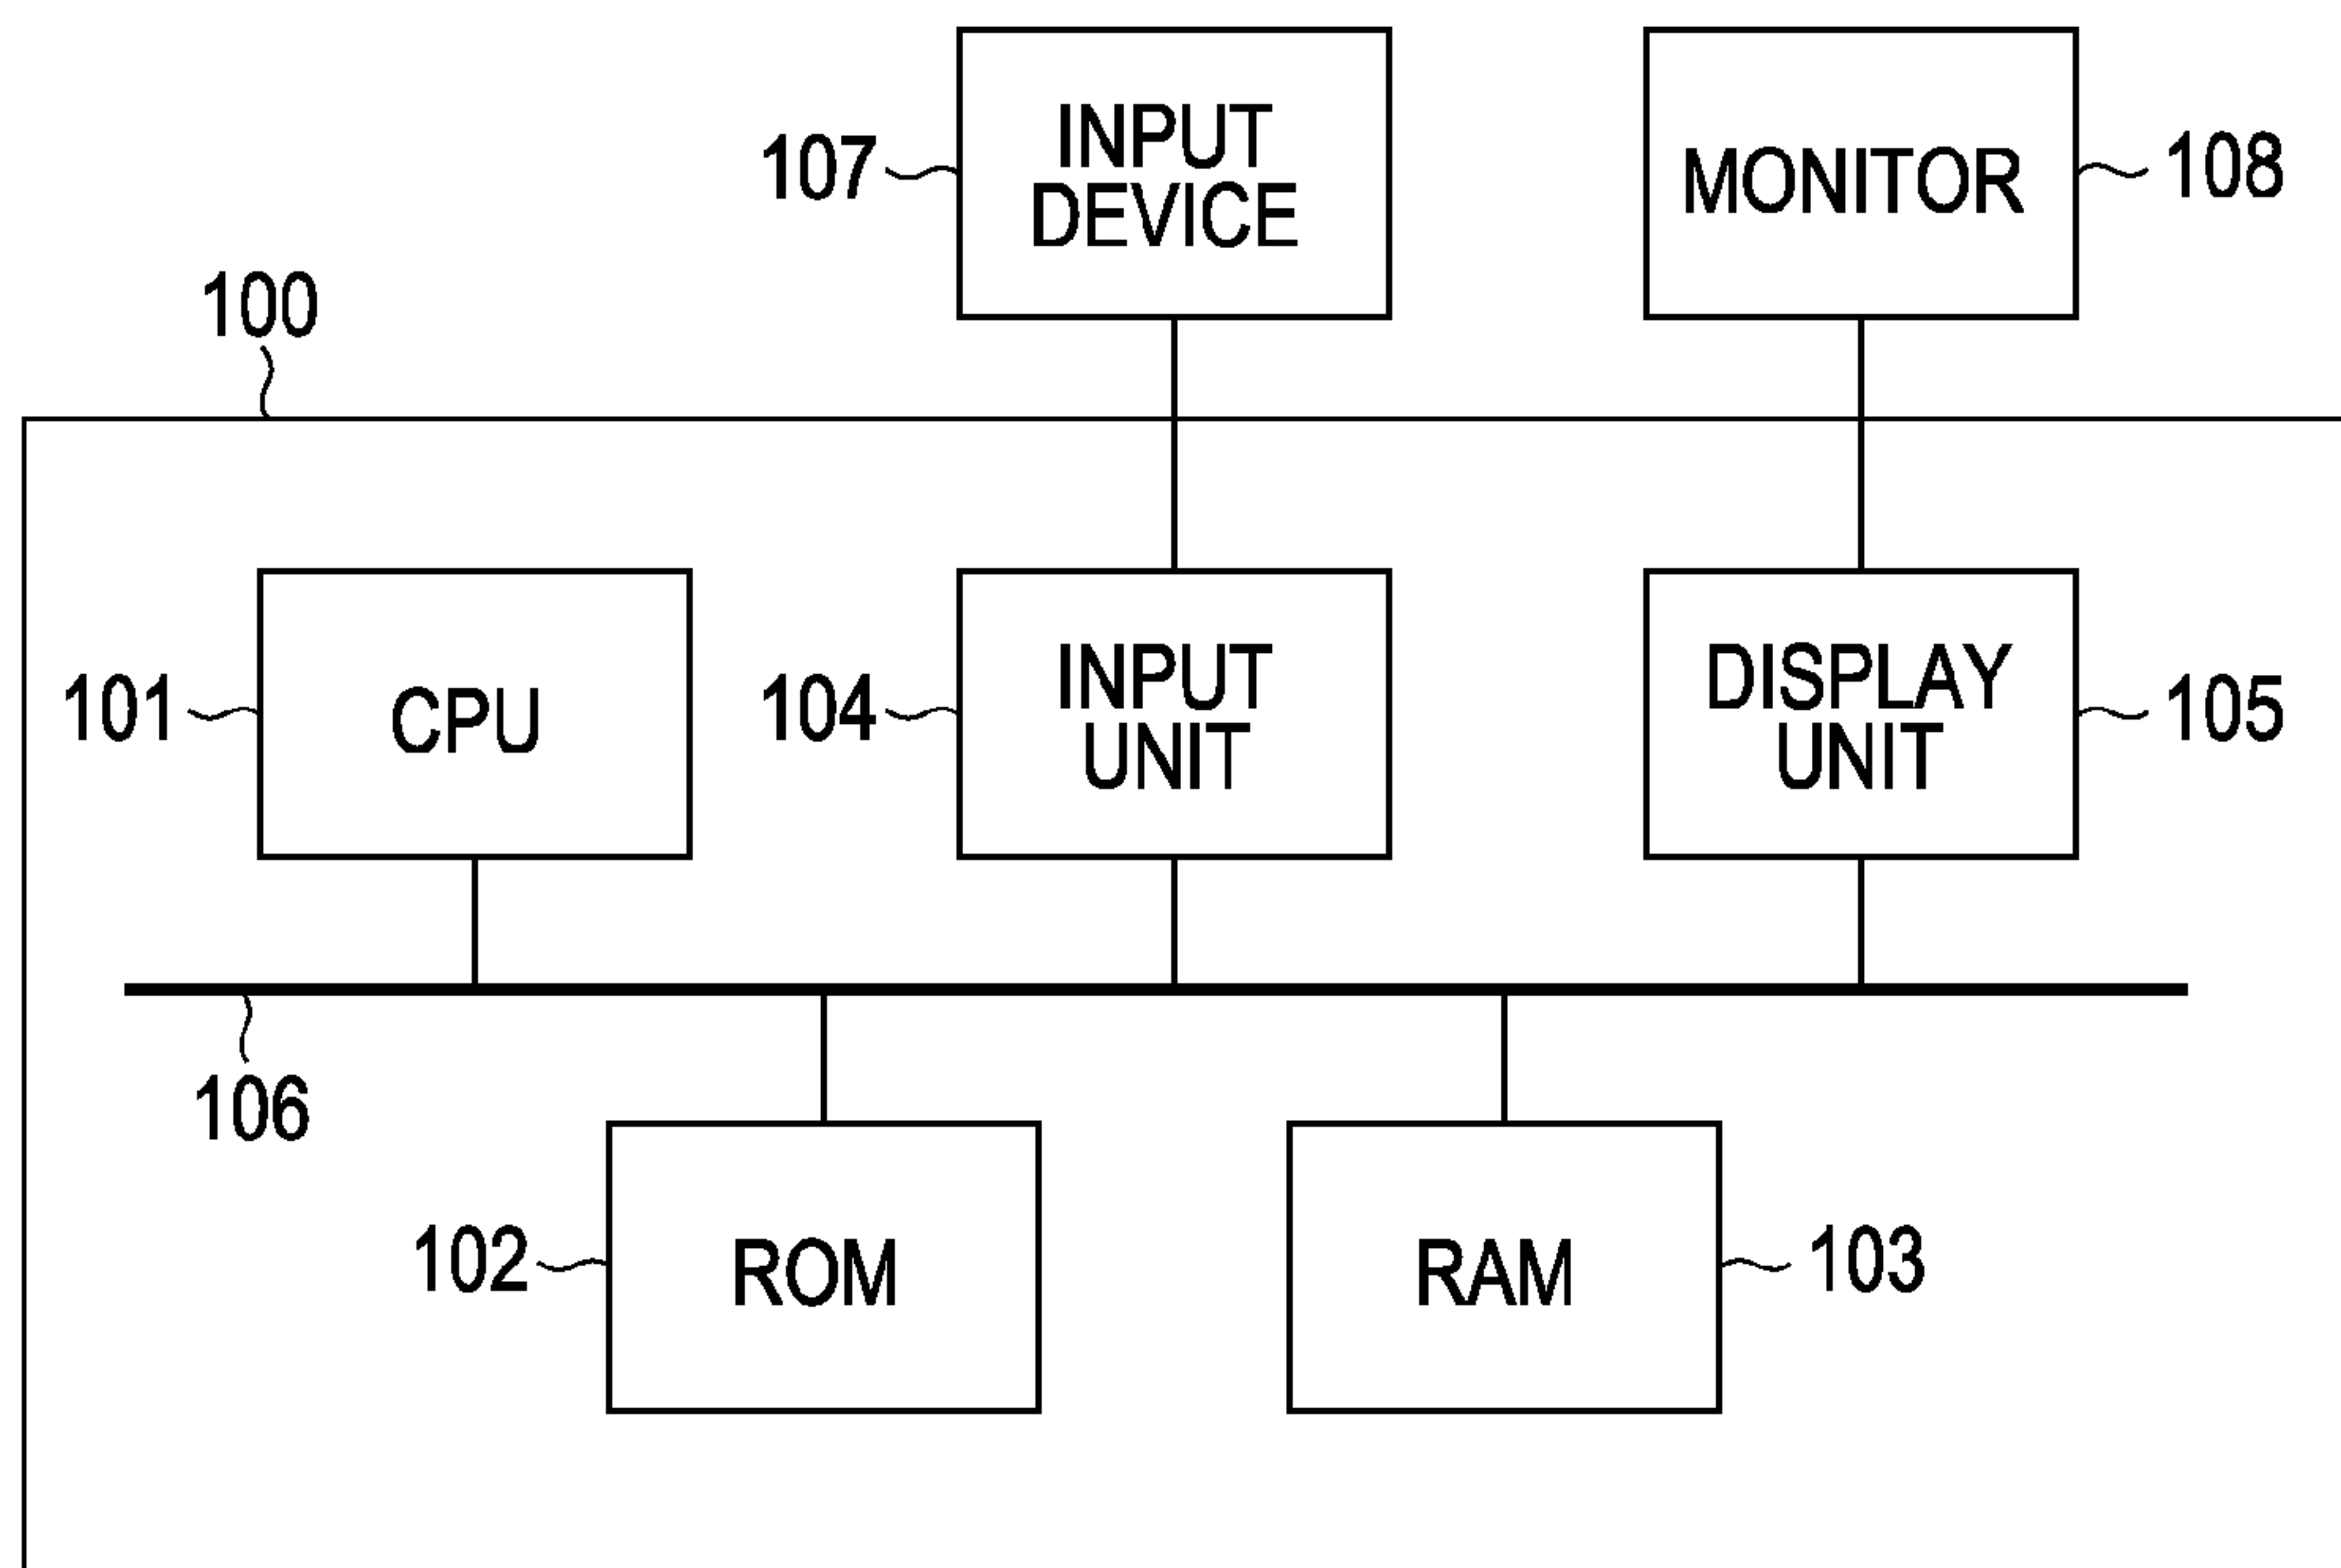 INPUT
DEVICE
107
MONITOR
108
100
101
CPU
104
INPUT
UNIT
DISPLAY
UNIT
105
106
102
ROM
RAM
103